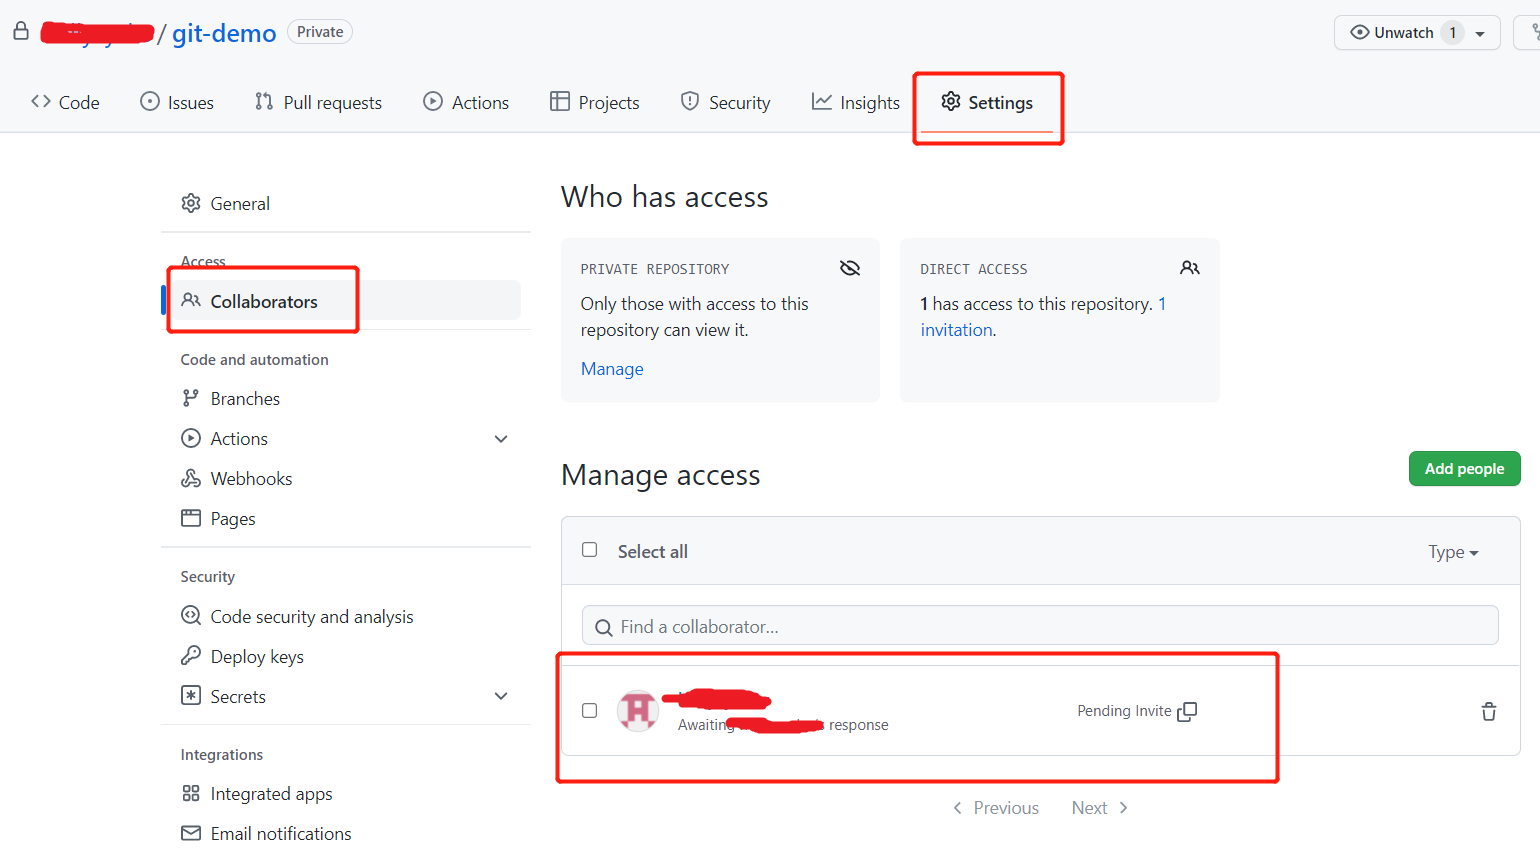 / git-demo Private
Unwatch 1
Code Issues Pull requests Actions Projects Security Insights Settings
General
Access
Collaborators
Code and automation
Branches
Actions
Webhooks
Pages
Security
Code security and analysis
Deploy keys
Secrets
Integrations
Integrated apps
Email notifications
Who has access
PRIVATE REPOSITORY
Only those with access to this
repository can view it.
Manage
DIRECT ACCESS
1 has access to this repository. 1
invitation.
Manage access
Add people
Select all
Type
Find a collaborator...
Awaiting response
Pending Invite
Previous Next